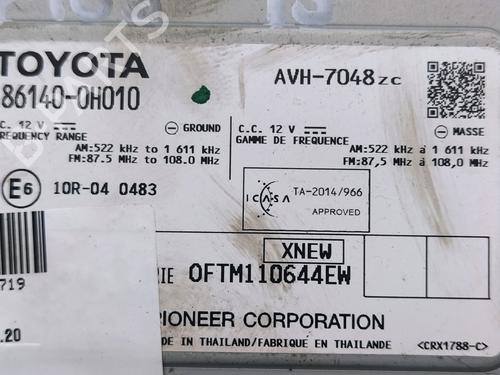 TOYOTA
86140-0H010
AVH-7048zc
C.C. 12 V
GROUND
C.C. 12 V
MASSE
FREQUENCY RANGE
GAMME DE FREQUENCE
AM:522 kHz to 1 611 kHz
FM:87.5 MHz to 108.0 MHz
AM:522 kHz à 1 611 kHz
FM:87,5 MHz à 108,0 MHz
E6
10R-04 0483
ICASA
TA-2014/966
APPROVED
XNEW
IE
OFTM110644EW
719
.20
PIONEER CORPORATION
DE IN THAILAND/FABRIQUE EN THAILANDE
<CRX1788-C>